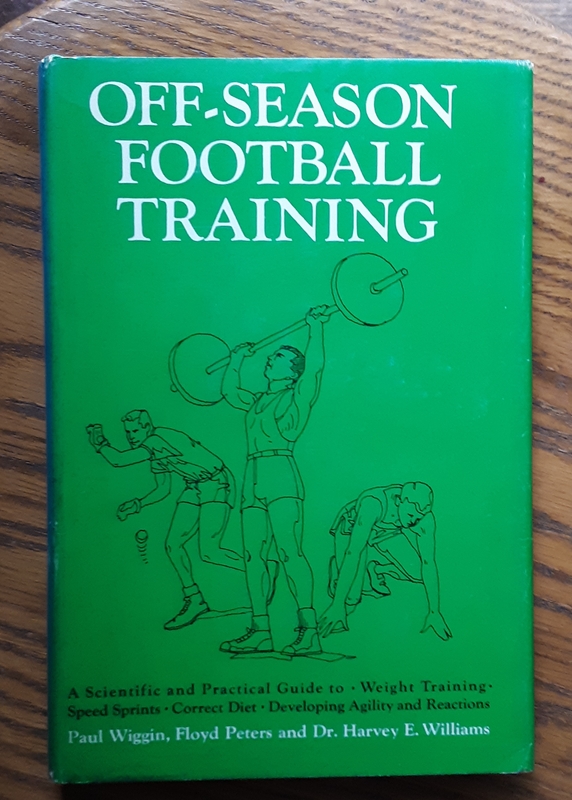 OFF-SEASON
FOOTBALL
TRAINING
A Scientific and Practical Guide to · Weight Training ·
Speed Sprints · Correct Diet · Developing Agility and Reactions
Paul Wiggin, Floyd Peters and Dr. Harvey E. Williams